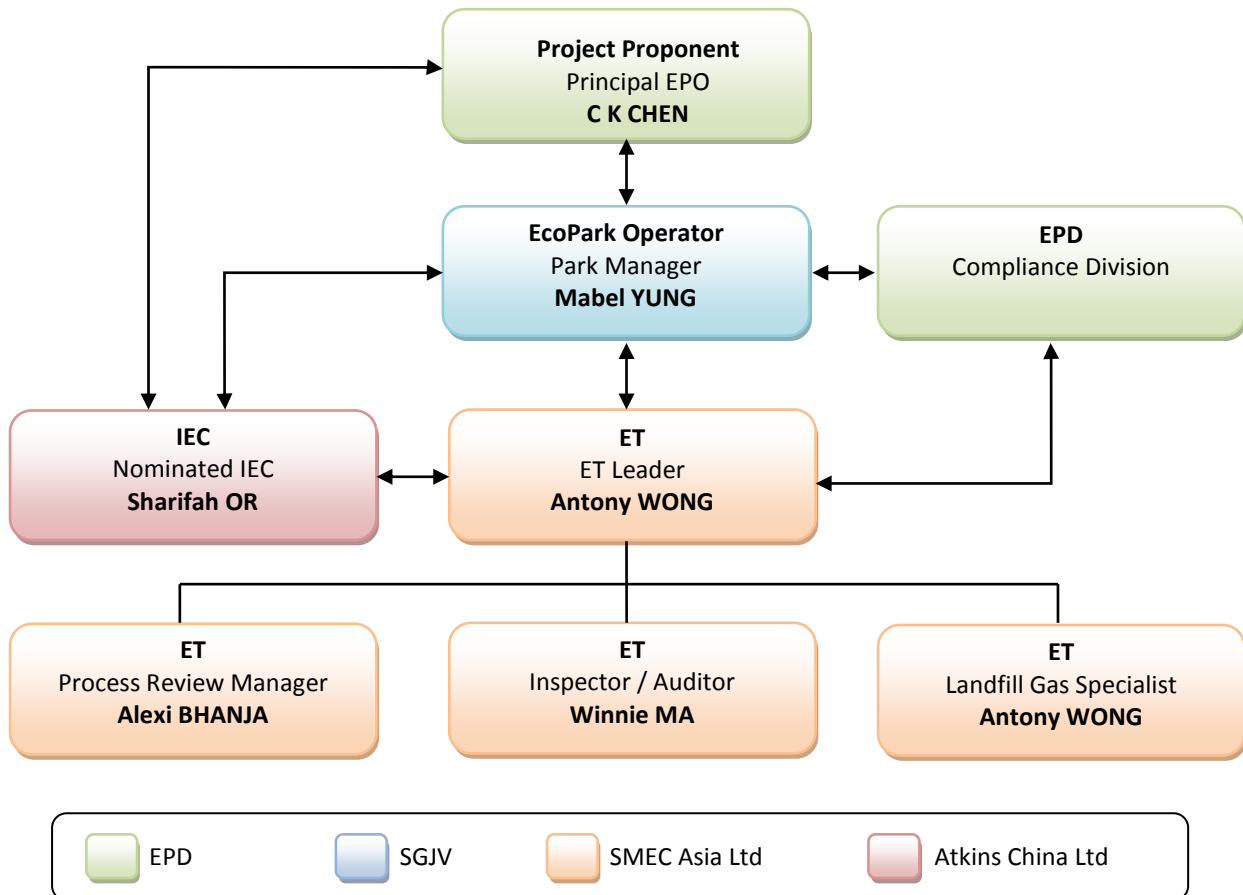 Project Proponent
Principal EPO
C K CHEN
EcoPark Operator
Park Manager
Mabel YUNG
EPD
Compliance Division
IEC
Nominated IEC
Sharifah OR
ET
ET Leader
Antony WONG
ET
Process Review Manager
Alexi BHANJA
ET
Inspector / Auditor
Winnie MA
ET
Landfill Gas Specialist
Antony WONG
EPD
SGJV
SMEC Asia Ltd
Atkins China Ltd